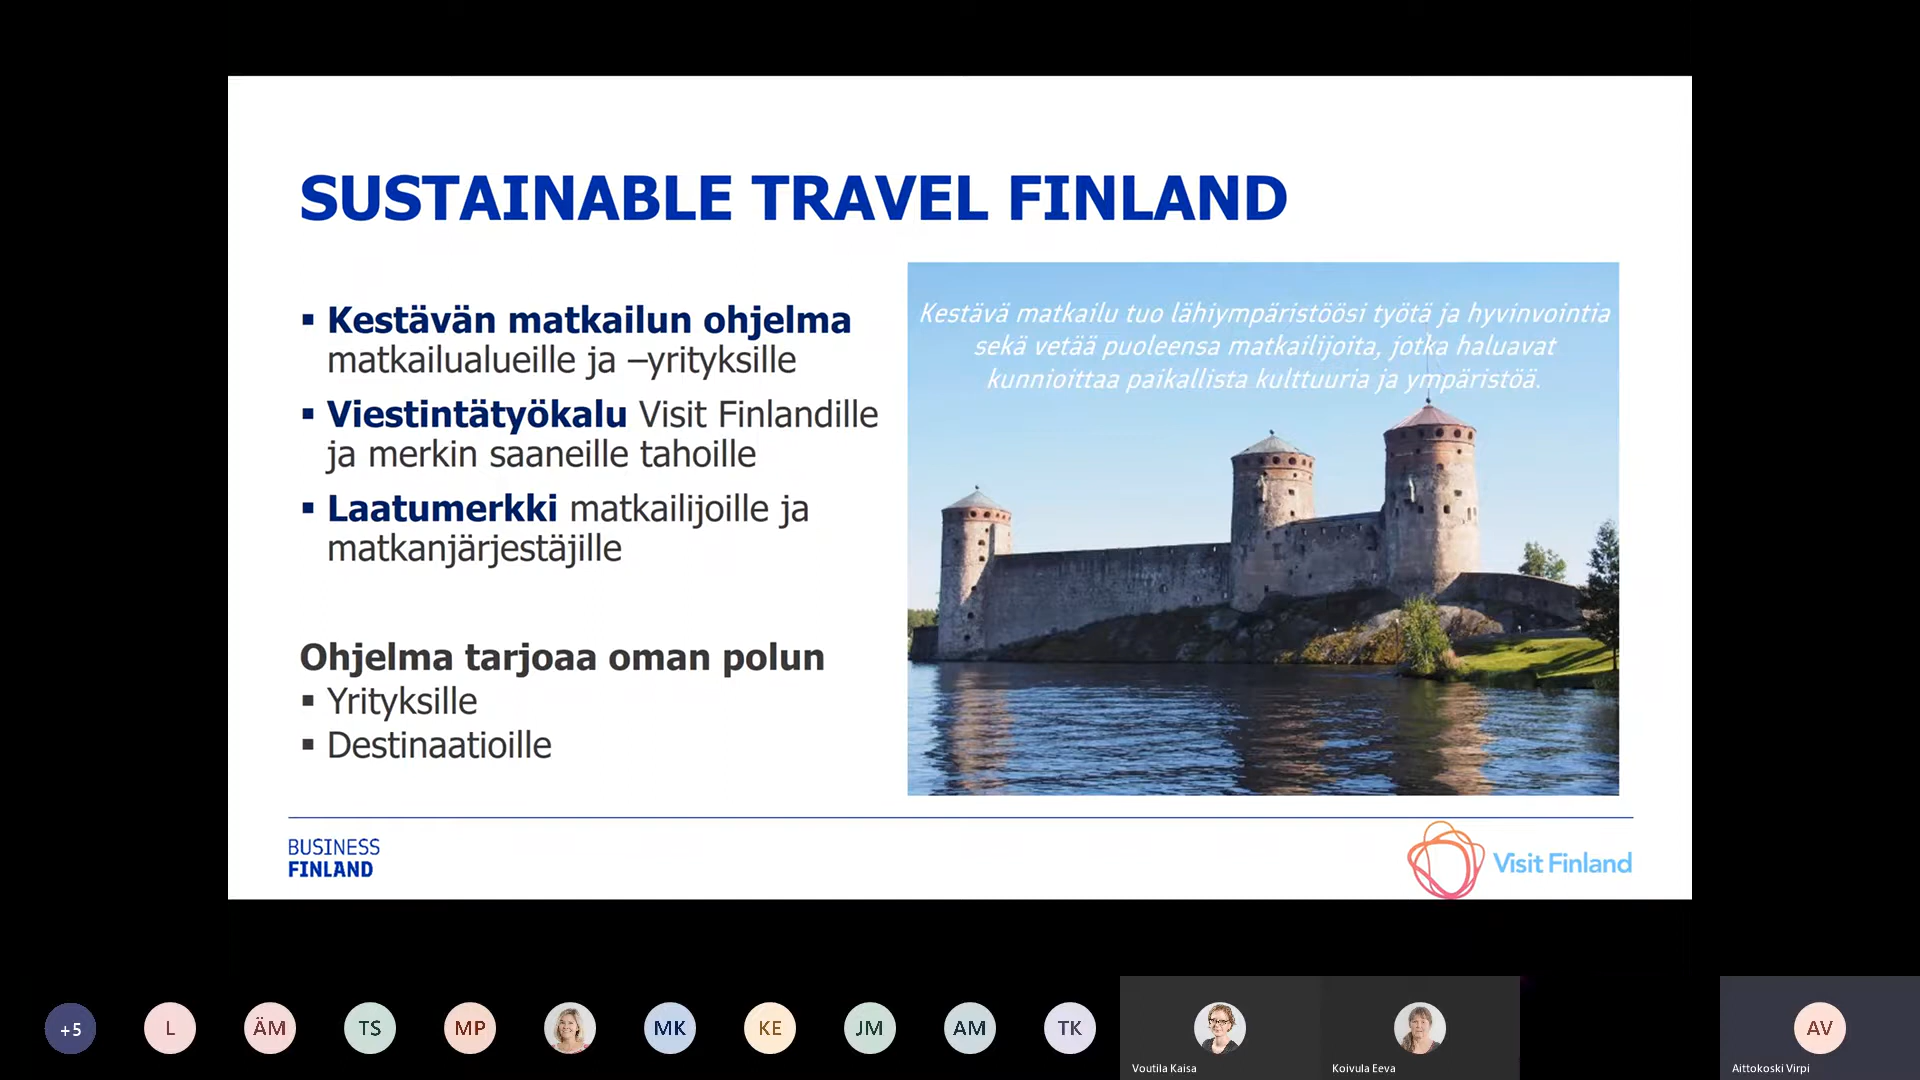 SUSTAINABLE TRAVEL FINLAND
▪ Kestävän matkailun ohjelma
matkailualueille ja –yrityksille
▪ Viestintätyökalu Visit Finlandille
ja merkin saaneille tahoille
▪ Laatumerkki matkailijoille ja
matkanjärjestäjille
Ohjelma tarjoaa oman polun
▪ Yrityksille
▪ Destinaatioille
Kestävä matkailu tuo lähiympäristöösi työtä ja hyvinvointia
sekä vetää puoleensa matkailijoita, jotka haluavat
kunnioittaa paikallista kulttuuria ja ympäristöä.
BUSINESS
FINLAND
Visit Finland
+5
L
ÄM
TS
MP
MK
KE
JM
AM
TK
Voutila Kaisa
Koivula Eeva
AV
Aittokoski Virpi